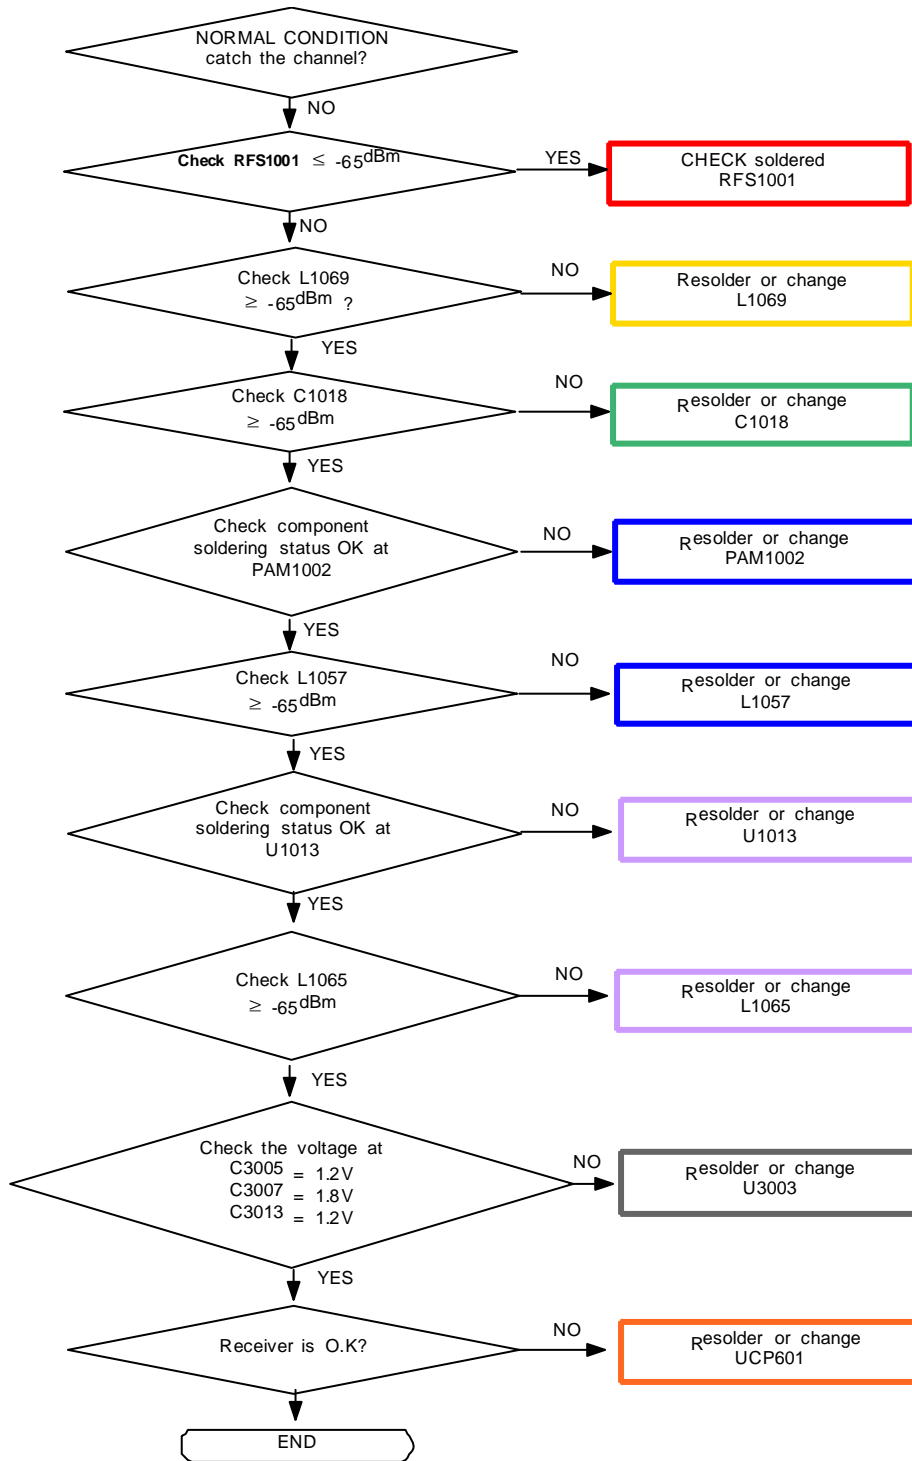 NORMAL CONDITION
catch the channel?
NO
Check RFS1001 ≤ -65dBm
YES
CHECK soldered
RFS1001
NO
Check L1069
≥ -65dBm ?
NO
Resolder or change
L1069
YES
Check C1018
≥ -65dBm
NO
Resolder or change
C1018
YES
Check component
soldering status OK at
PAM1002
NO
Resolder or change
PAM1002
YES
Check L1057
≥ -65dBm
NO
Resolder or change
L1057
YES
Check component
soldering status OK at
U1013
NO
Resolder or change
U1013
YES
Check L1065
≥ -65dBm
NO
Resolder or change
L1065
YES
Check the voltage at
C3005 = 1.2V
C3007 = 1.8V
C3013 = 1.2V
NO
Resolder or change
U3003
YES
Receiver is O.K?
NO
Resolder or change
UCP601
END